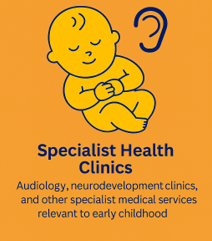 Specialist Health
Clinics
Audiology, neurodevelopment clinics,
and other specialist medical services
relevant to early childhood